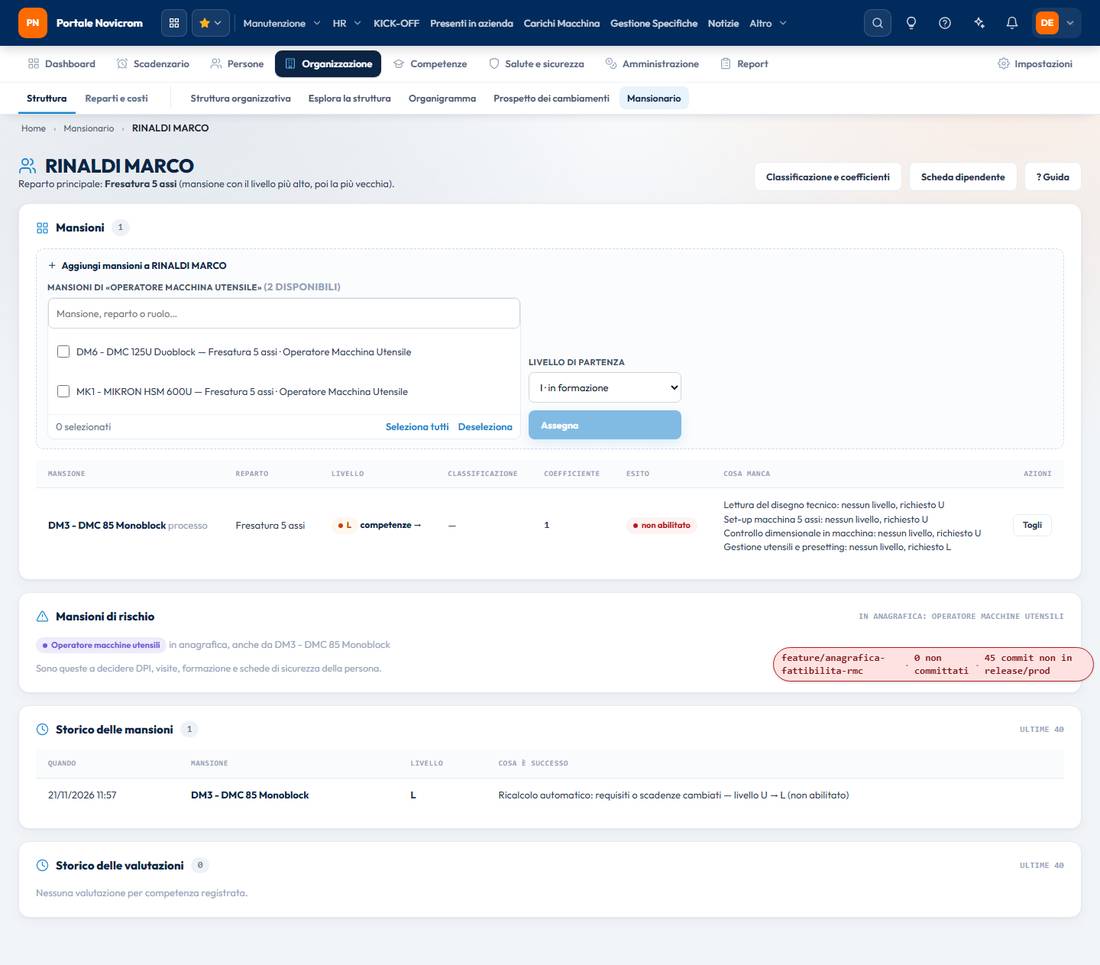 PN Portale Novicrom Manutenzione HR KICK-OFF Presenti in azienda Carichi Macchina Gestione Specifiche Notizie Altro DE
Dashboard Scadenzario Persone Organizzazione Competenze Salute e sicurezza Amministrazione Report Impostazioni
Struttura Reparti e costi Struttura organizzativa Esplora la struttura Organigramma Prospetto dei cambiamenti Mansionario
Home › Mansionario › RINALDI MARCO
RINALDI MARCO
Reparto principale: Fresatura 5 assi (mansione con il livello più alto, poi la più vecchia).
Classificazione e coefficienti Scheda dipendente ? Guida
Mansioni 1
+ Aggiungi mansioni a RINALDI MARCO
MANSIONI DI «OPERATORE MACCHINA UTENSILE» (2 DISPONIBILI)
Mansione, reparto o ruolo…
DM6 - DMC 125U Duoblock — Fresatura 5 assi · Operatore Macchina Utensile
MK1 - MIKRON HSM 600U — Fresatura 5 assi · Operatore Macchina Utensile
0 selezionati Seleziona tutti Deseleziona
LIVELLO DI PARTENZA
I · in formazione
Assegna
MANSIONE REPARTO LIVELLO CLASSIFICAZIONE COEFFICIENTE ESITO COSA MANCA AZIONI
DM3 - DMC 85 Monoblock processo Fresatura 5 assi L competenze → — 1 non abilitato
Lettura del disegno tecnico: nessun livello, richiesto U
Set-up macchina 5 assi: nessun livello, richiesto U
Controllo dimensionale in macchina: nessun livello, richiesto U
Gestione utensili e presetting: nessun livello, richiesto L
Togli
Mansioni di rischio IN ANAGRAFICA: OPERATORE MACCHINE UTENSILI
Operatore macchine utensili in anagrafica, anche da DM3 - DMC 85 Monoblock
Sono queste a decidere DPI, visite, formazione e schede di sicurezza della persona.
feature/anagrafica-fattibilita-rmc · 0 non committati · 45 commit non in release/prod
Storico delle mansioni 1 ULTIME 40
QUANDO MANSIONE LIVELLO COSA È SUCCESSO
21/11/2026 11:57 DM3 - DMC 85 Monoblock L Ricalcolo automatico: requisiti o scadenze cambiati — livello U → L (non abilitato)
Storico delle valutazioni 0 ULTIME 40
Nessuna valutazione per competenza registrata.